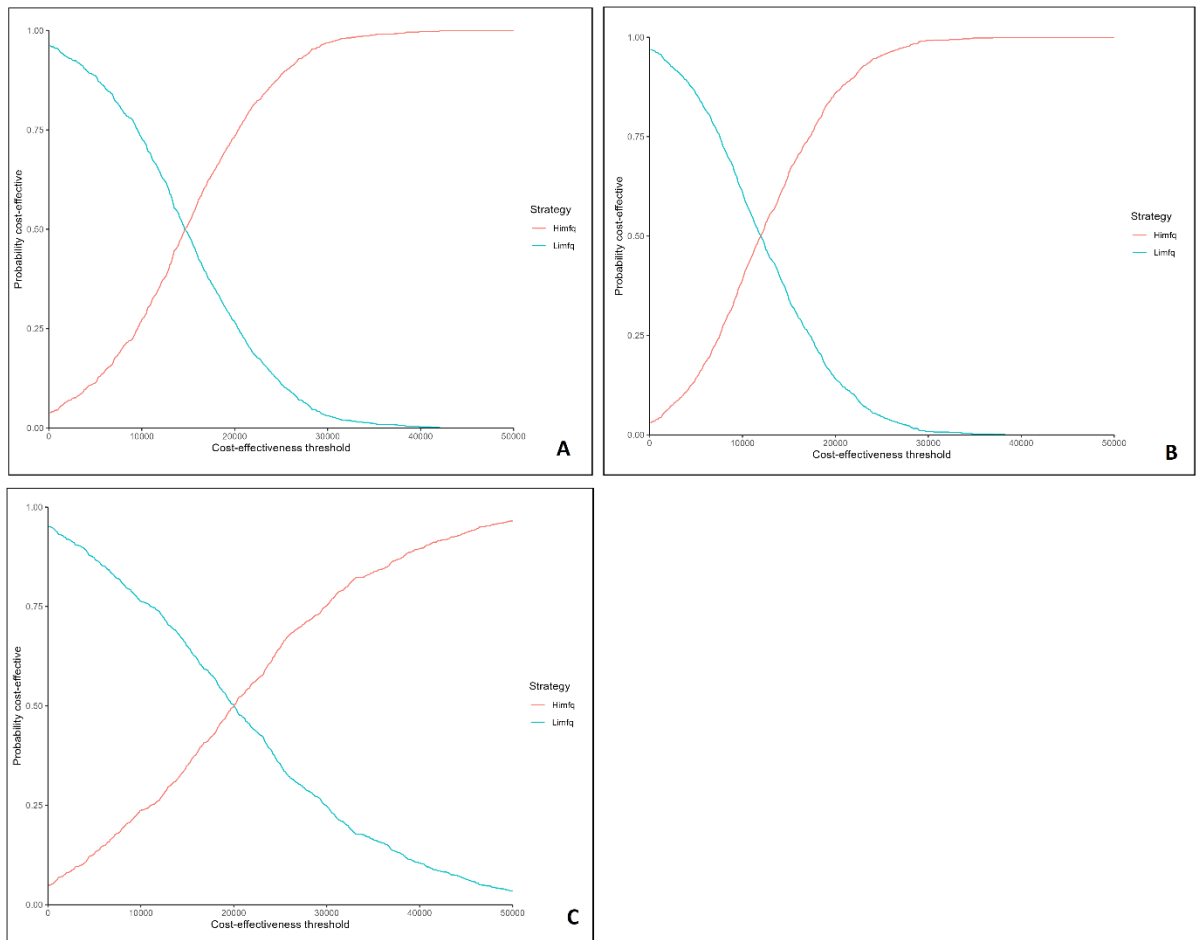 1.00
0.75
0.50
0.25
0.00
Probability cost-effective
0 10000 20000 30000 40000 50000
Cost-effectiveness threshold
Strategy
Himfq
Limfq
A
1.00
0.75
0.50
0.25
0.00
Probability cost-effective
0 10000 20000 30000 40000 50000
Cost-effectiveness threshold
Strategy
Himfq
Limfq
B
1.00
0.75
0.50
0.25
0.00
Probability cost-effective
0 10000 20000 30000 40000 50000
Cost-effectiveness threshold
Strategy
Himfq
Limfq
C